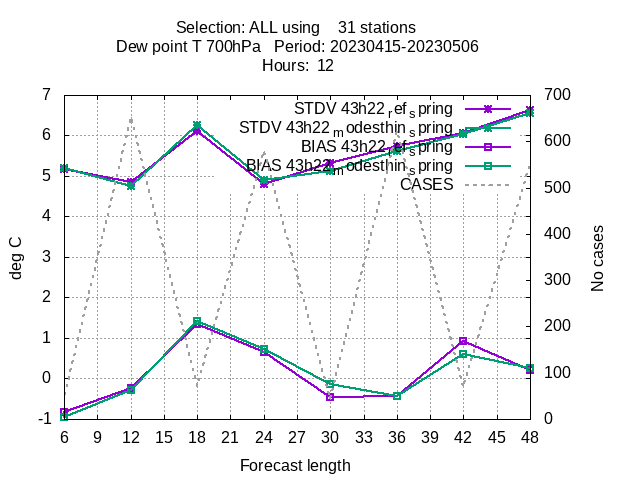 Selection: ALL using    31 stations
Dew point T 700hPa   Period: 20230415-20230506
Hours: 12
STDV 43h22_ref_spring
STDV 43h22_modesthin_spring
BIAS 43h22_ref_spring
BIAS 43h22_modesthin_spring
CASES
7
6
5
4
3
2
1
0
-1
deg C
700
600
500
400
300
200
100
0
No cases
6 9 12 15 18 21 24 27 30 33 36 39 42 45 48
Forecast length